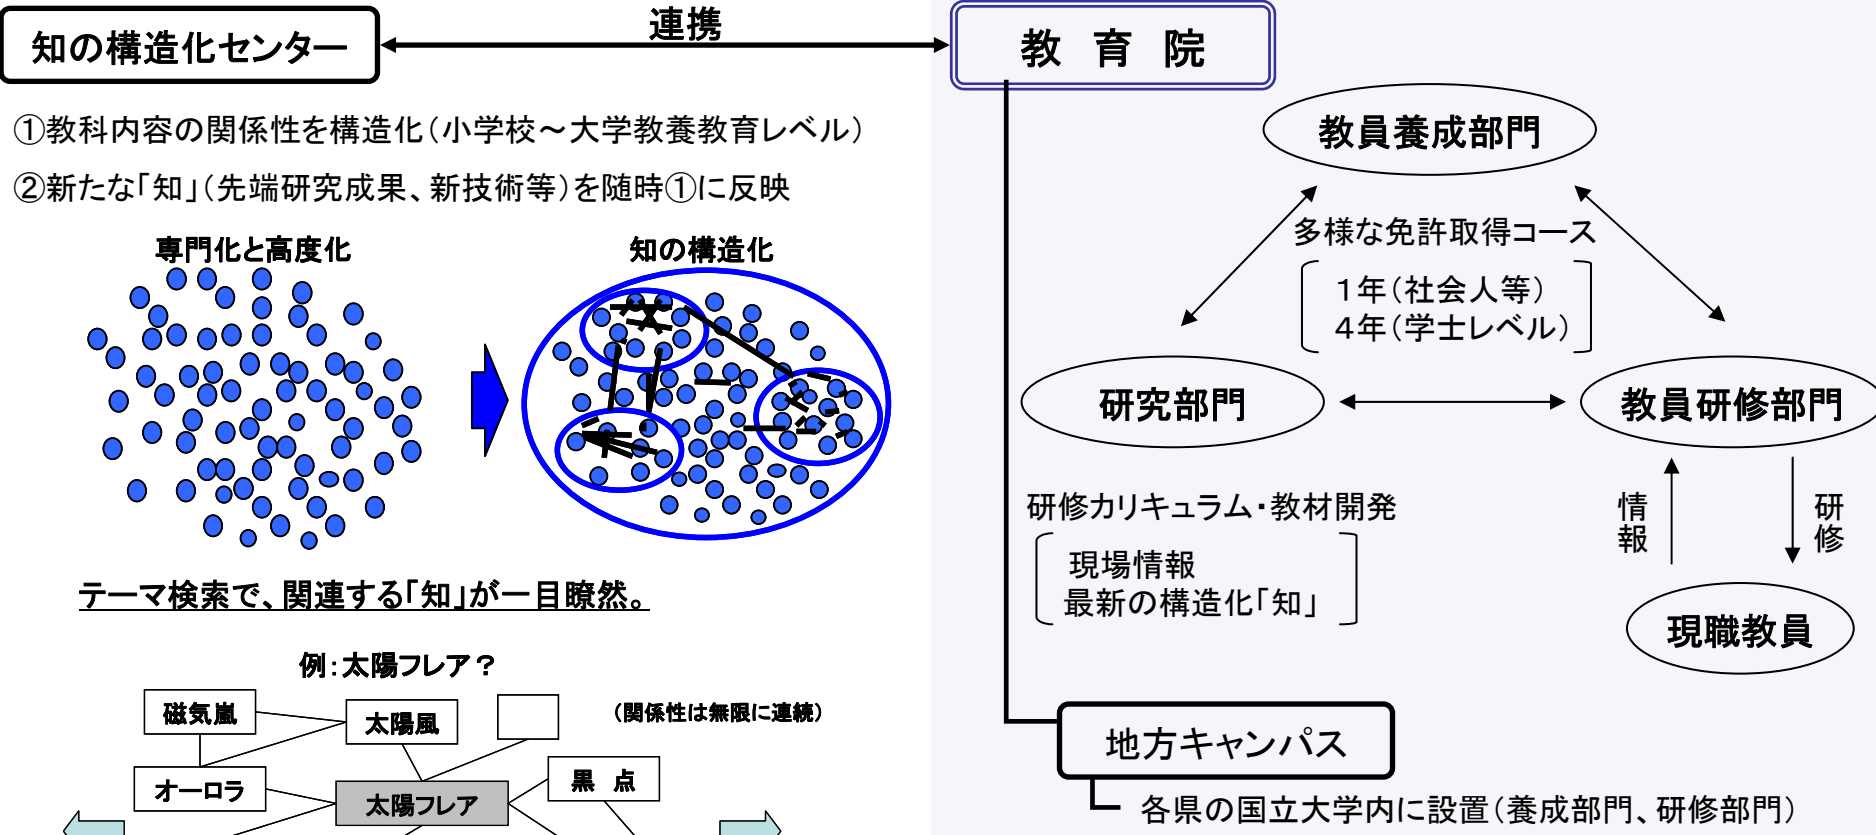 知の構造化センター
連携
教 育 院
①教科内容の関係性を構造化(小学校～大学教養教育レベル)
②新たな「知」(先端研究成果、新技術等)を随時①に反映
専門化と高度化
知の構造化
テーマ検索で、関連する「知」が一目瞭然。
例:太陽フレア?
(関係性は無限に連続)
磁気嵐
太陽風
オーロラ
太陽フレア
黒 点
教員養成部門
多様な免許取得コース
1年(社会人等)
4年(学士レベル)
研究部門
教員研修部門
研修カリキュラム・教材開発
現場情報
最新の構造化「知」
情報
研修
現職教員
地方キャンパス
各県の国立大学内に設置(養成部門、研修部門)